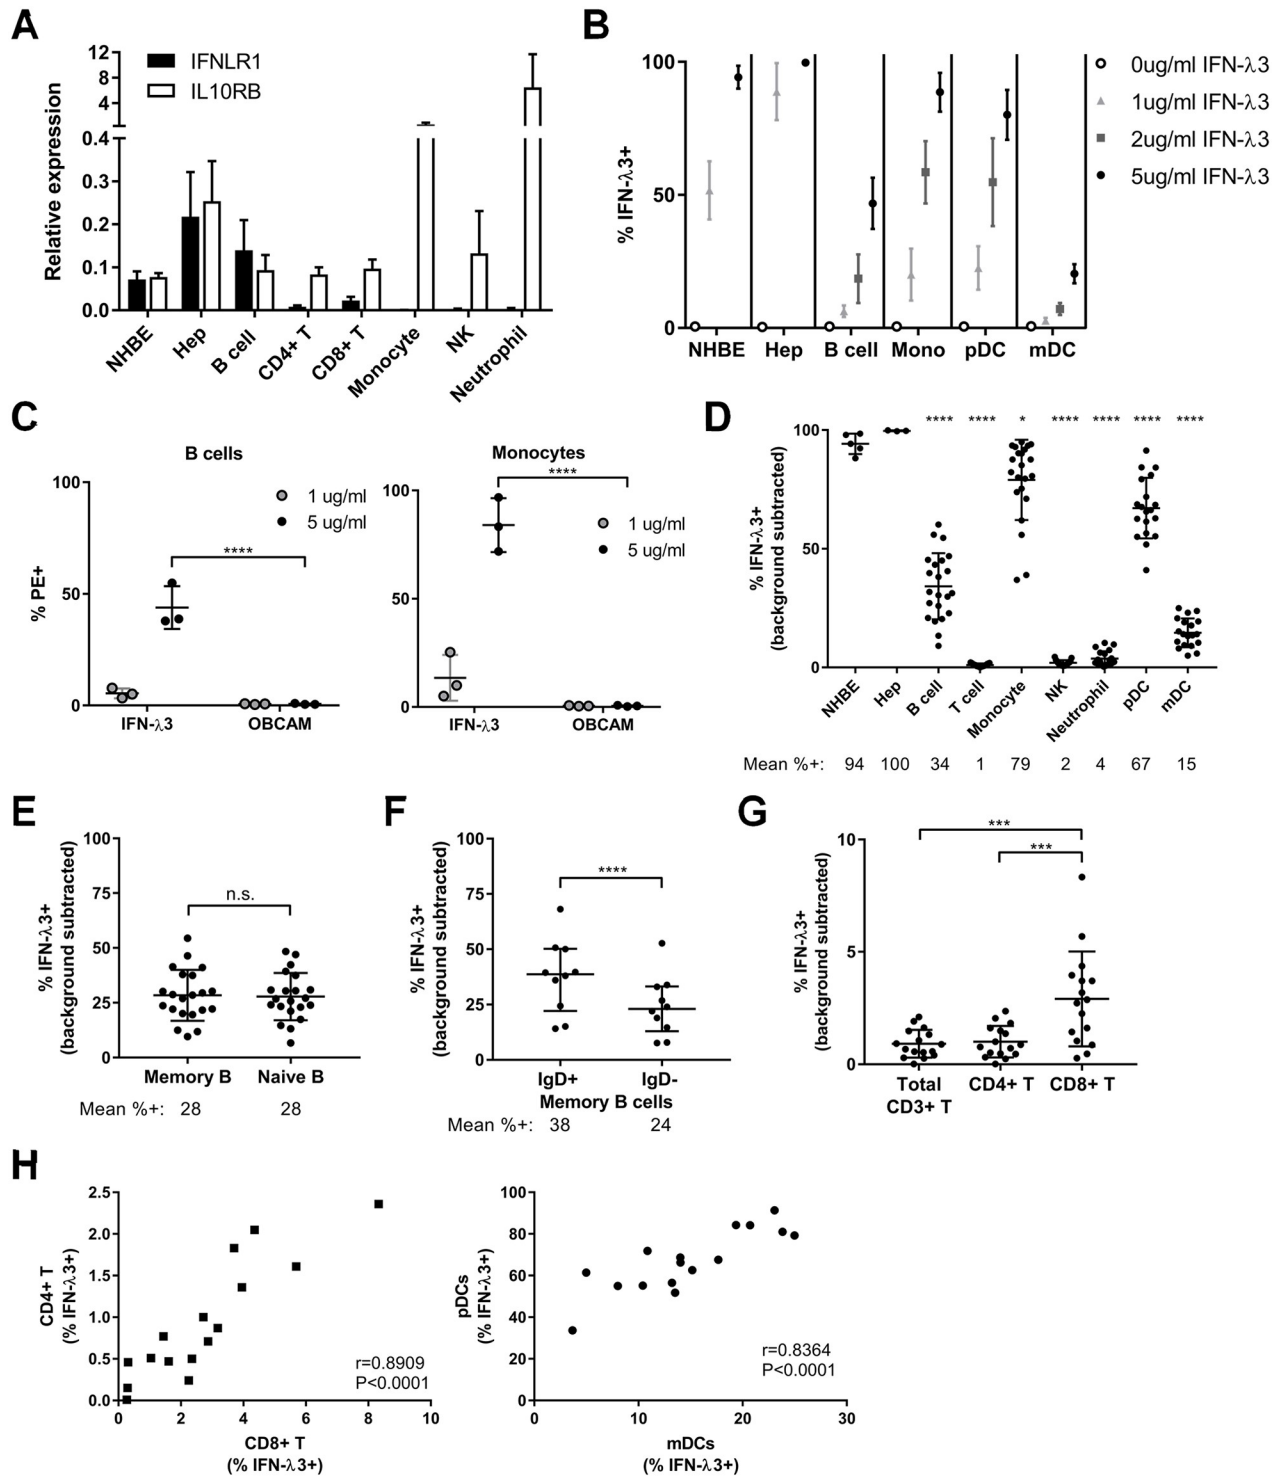 A
12
8
4
0.4
0.3
0.2
0.1
0.0
Relative expression
IFNLR1
IL10RB
NHBE
Hep
B cell
CD4+ T
CD8+ T
Monocyte
NK
Neutrophil
B
100
50
0
% IFN-λ3+
NHBE Hep B cell Mono pDC mDC
0ug/ml IFN-λ3
1ug/ml IFN-λ3
2ug/ml IFN-λ3
5ug/ml IFN-λ3
C
B cells
100
50
0
% PE+
1 ug/ml
5 ug/ml
****
IFN-λ3 OBCAM
Monocytes
100
50
0
****
1 ug/ml
5 ug/ml
IFN-λ3 OBCAM
D
**** **** * **** **** **** ****
100
50
0
% IFN-λ3+
(background subtracted)
NHBE
Hep
B cell
T cell
Monocyte
NK
Neutrophil
pDC
mDC
Mean %+: 94 100 34 1 79 2 4 67 15
E
100
75
50
25
0
% IFN-λ3+
(background subtracted)
n.s.
Memory B Naive B
Mean %+: 28 28
F
100
75
50
25
0
% IFN-λ3+
(background subtracted)
****
IgD+ IgD-
Memory B cells
Mean %+: 38 24
G
10
5
0
% IFN-λ3+
(background subtracted)
***
***
Total
CD3+ T
CD4+ T CD8+ T
H
2.5
2.0
1.5
1.0
0.5
0.0
CD4+ T
(% IFN-λ3+)
r=0.8909
P<0.0001
0 2 4 6 8 10
CD8+ T
(% IFN-λ3+)
100
80
60
40
20
0
pDCs
(% IFN-λ3+)
r=0.8364
P<0.0001
0 10 20 30
mDCs
(% IFN-λ3+)